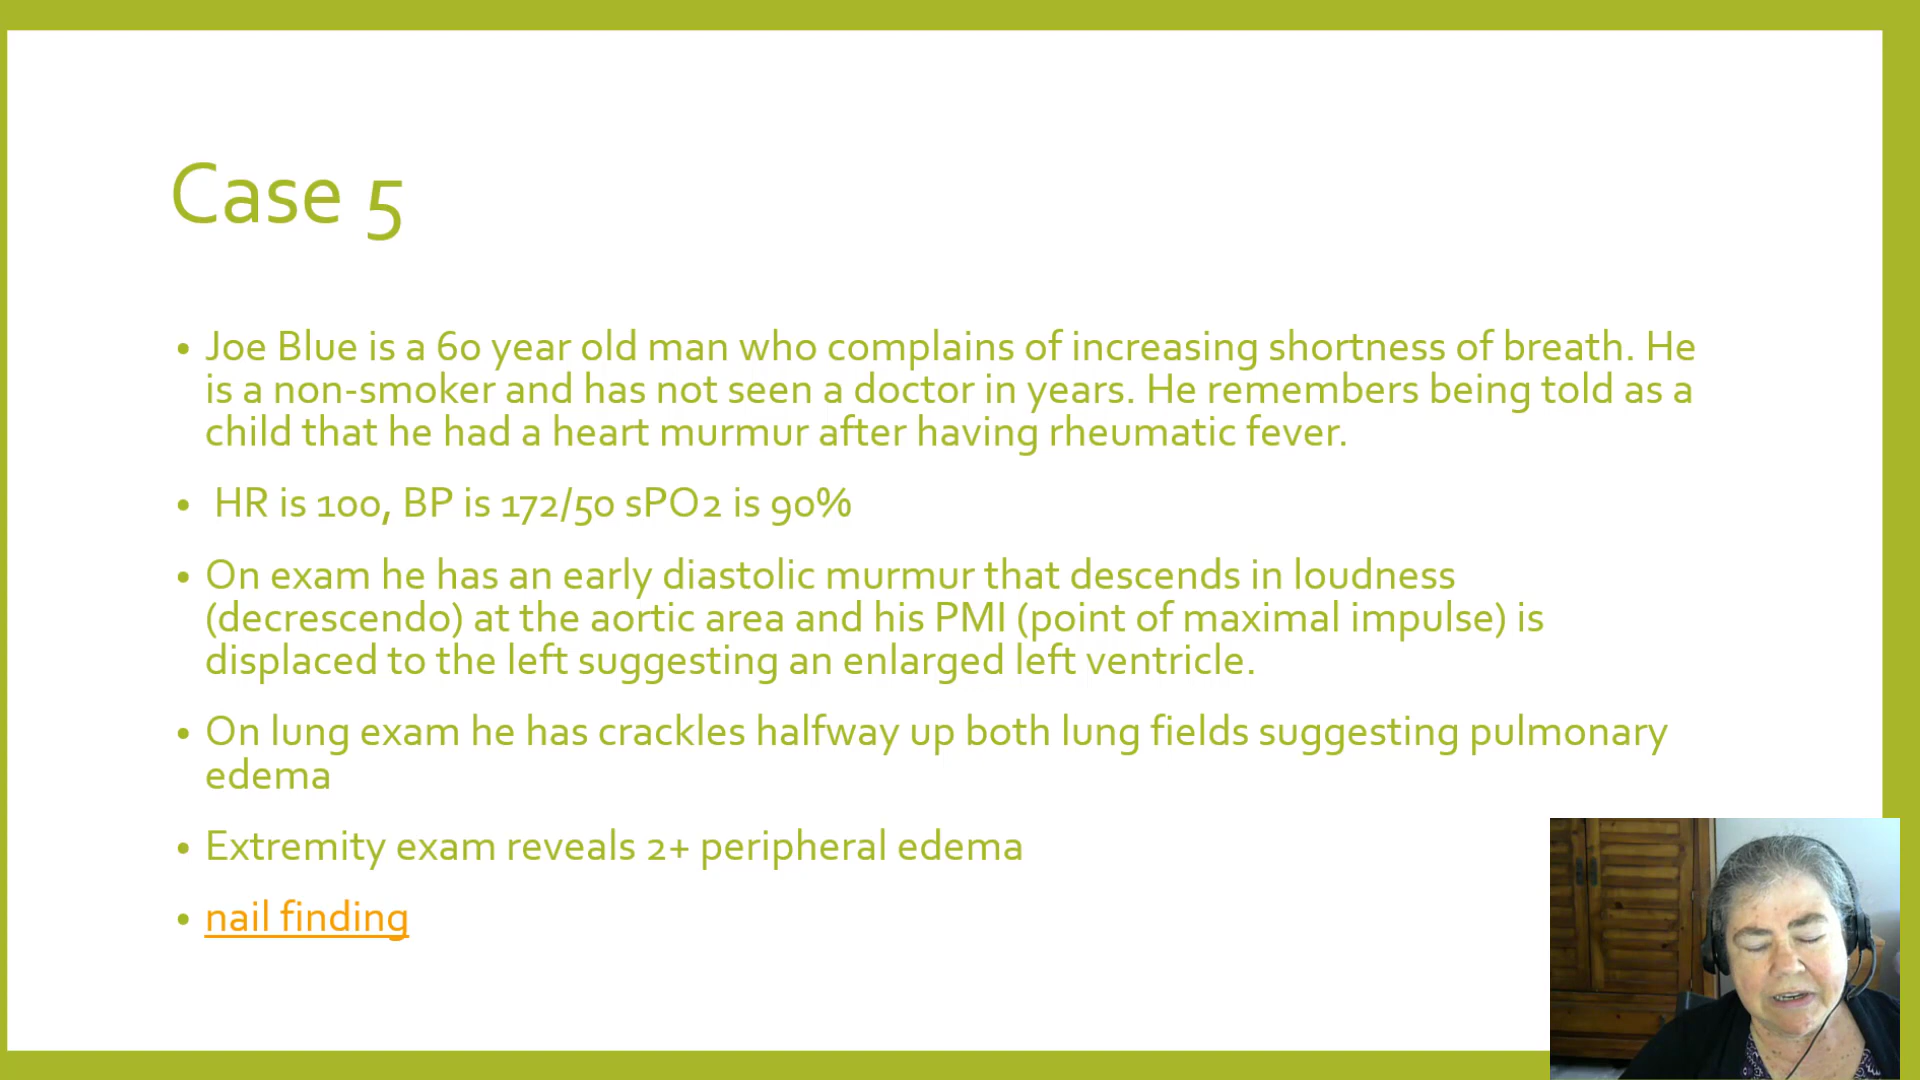 Case 5
• Joe Blue is a 60 year old man who complains of increasing shortness of breath. He
is a non-smoker and has not seen a doctor in years. He remembers being told as a
child that he had a heart murmur after having rheumatic fever.
• HR is 100, BP is 172/50 sPO2 is 90%
• On exam he has an early diastolic murmur that descends in loudness
(decrescendo) at the aortic area and his PMI (point of maximal impulse) is
displaced to the left suggesting an enlarged left ventricle.
• On lung exam he has crackles halfway up both lung fields suggesting pulmonary
edema
• Extremity exam reveals 2+ peripheral edema
• nail finding